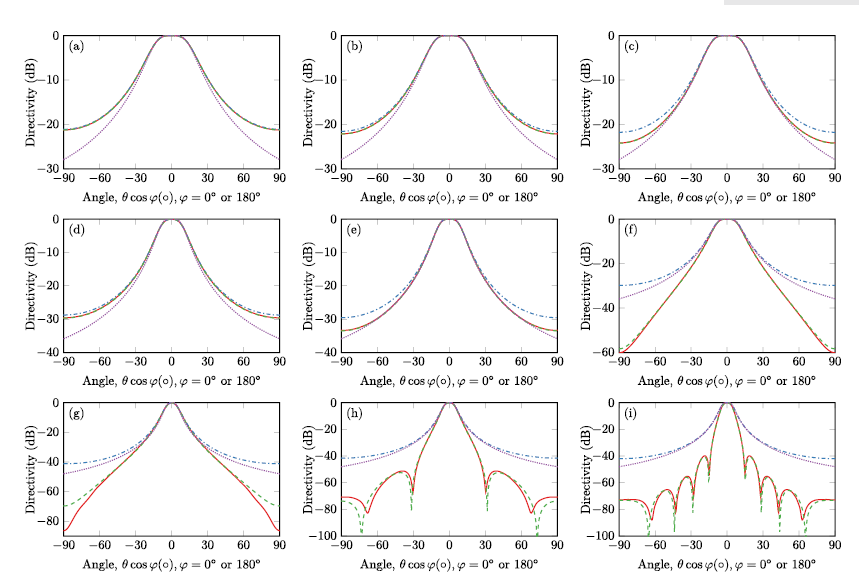 (a)
Directivity (dB)
0
−10
−20
−30
−90 −60 −30 0 30 60 90
Angle, θ cos φ(∘), φ = 0° or 180°
(b)
Directivity (dB)
0
−10
−20
−30
−90 −60 −30 0 30 60 90
Angle, θ cos φ(∘), φ = 0° or 180°
(c)
Directivity (dB)
0
−10
−20
−30
−90 −60 −30 0 30 60 90
Angle, θ cos φ(∘), φ = 0° or 180°
(d)
Directivity (dB)
0
−10
−20
−30
−40
−90 −60 −30 0 30 60 90
Angle, θ cos φ(∘), φ = 0° or 180°
(e)
Directivity (dB)
0
−10
−20
−30
−40
−90 −60 −30 0 30 60 90
Angle, θ cos φ(∘), φ = 0° or 180°
(f)
Directivity (dB)
0
−20
−40
−60
−90 −60 −30 0 30 60 90
Angle, θ cos φ(∘), φ = 0° or 180°
(g)
Directivity (dB)
0
−20
−40
−60
−80
−90 −60 −30 0 30 60 90
Angle, θ cos φ(∘), φ = 0° or 180°
(h)
Directivity (dB)
0
−20
−40
−60
−80
−100
−90 −60 −30 0 30 60 90
Angle, θ cos φ(∘), φ = 0° or 180°
(i)
Directivity (dB)
0
−20
−40
−60
−80
−100
−90 −60 −30 0 30 60 90
Angle, θ cos φ(∘), φ = 0° or 180°